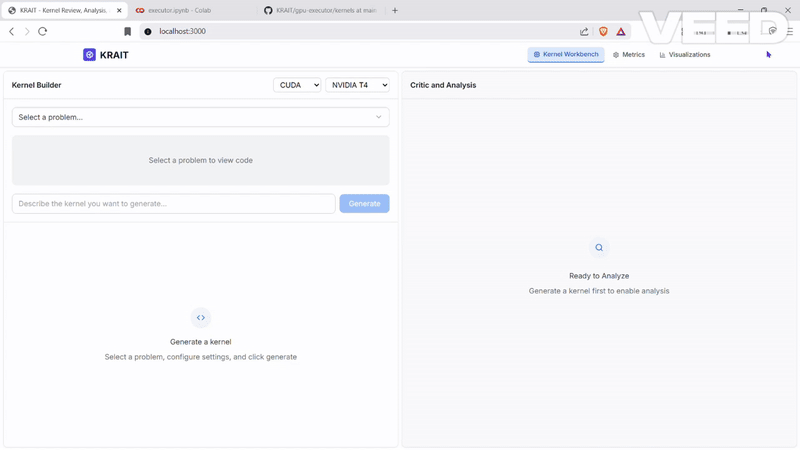 KRAIT - Kernel Review, Analysis,
executor.ipynb - Colab
KRAIT/gpu-executor/kernels at main
localhost:3000
VEED
KRAIT
Kernel Workbench
Metrics
Visualizations
Kernel Builder
CUDA
NVIDIA T4
Critic and Analysis
Select a problem...
Select a problem to view code
Describe the kernel you want to generate...
Generate
Ready to Analyze
Generate a kernel first to enable analysis
Generate a kernel
Select a problem, configure settings, and click generate